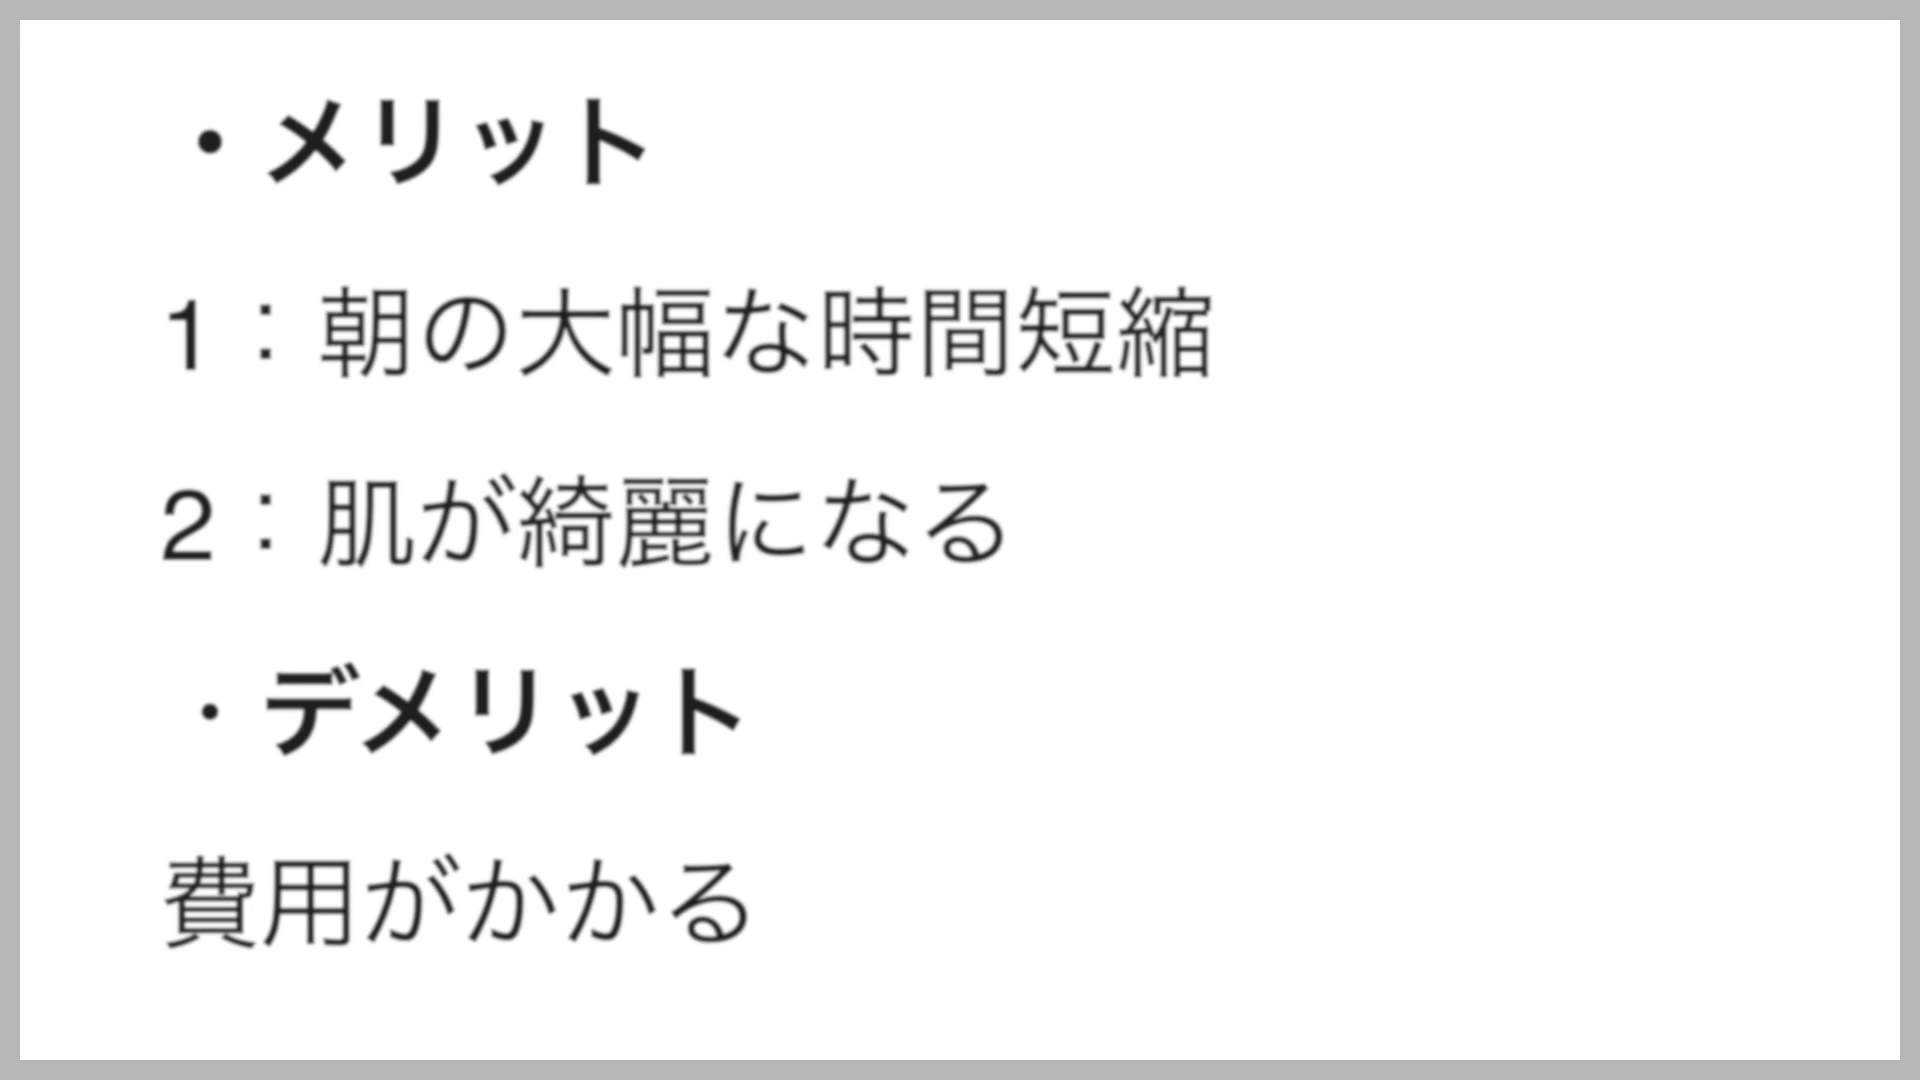 ・メリット
1：朝の大幅な時間短縮
2：肌が綺麗になる
・デメリット
費用がかかる